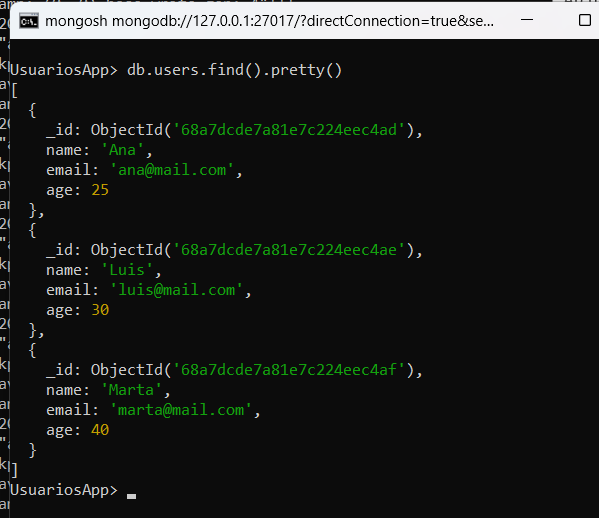 mongosh mongodb://127.0.0.1:27017/?directConnection=true&se...
UsuariosApp> db.users.find().pretty()
[
  {
    _id: ObjectId('68a7dcde7a81e7c224eec4ad'),
    name: 'Ana',
    email: 'ana@mail.com',
    age: 25
  },
  {
    _id: ObjectId('68a7dcde7a81e7c224eec4ae'),
    name: 'Luis',
    email: 'luis@mail.com',
    age: 30
  },
  {
    _id: ObjectId('68a7dcde7a81e7c224eec4af'),
    name: 'Marta',
    email: 'marta@mail.com',
    age: 40
  }
]
UsuariosApp>